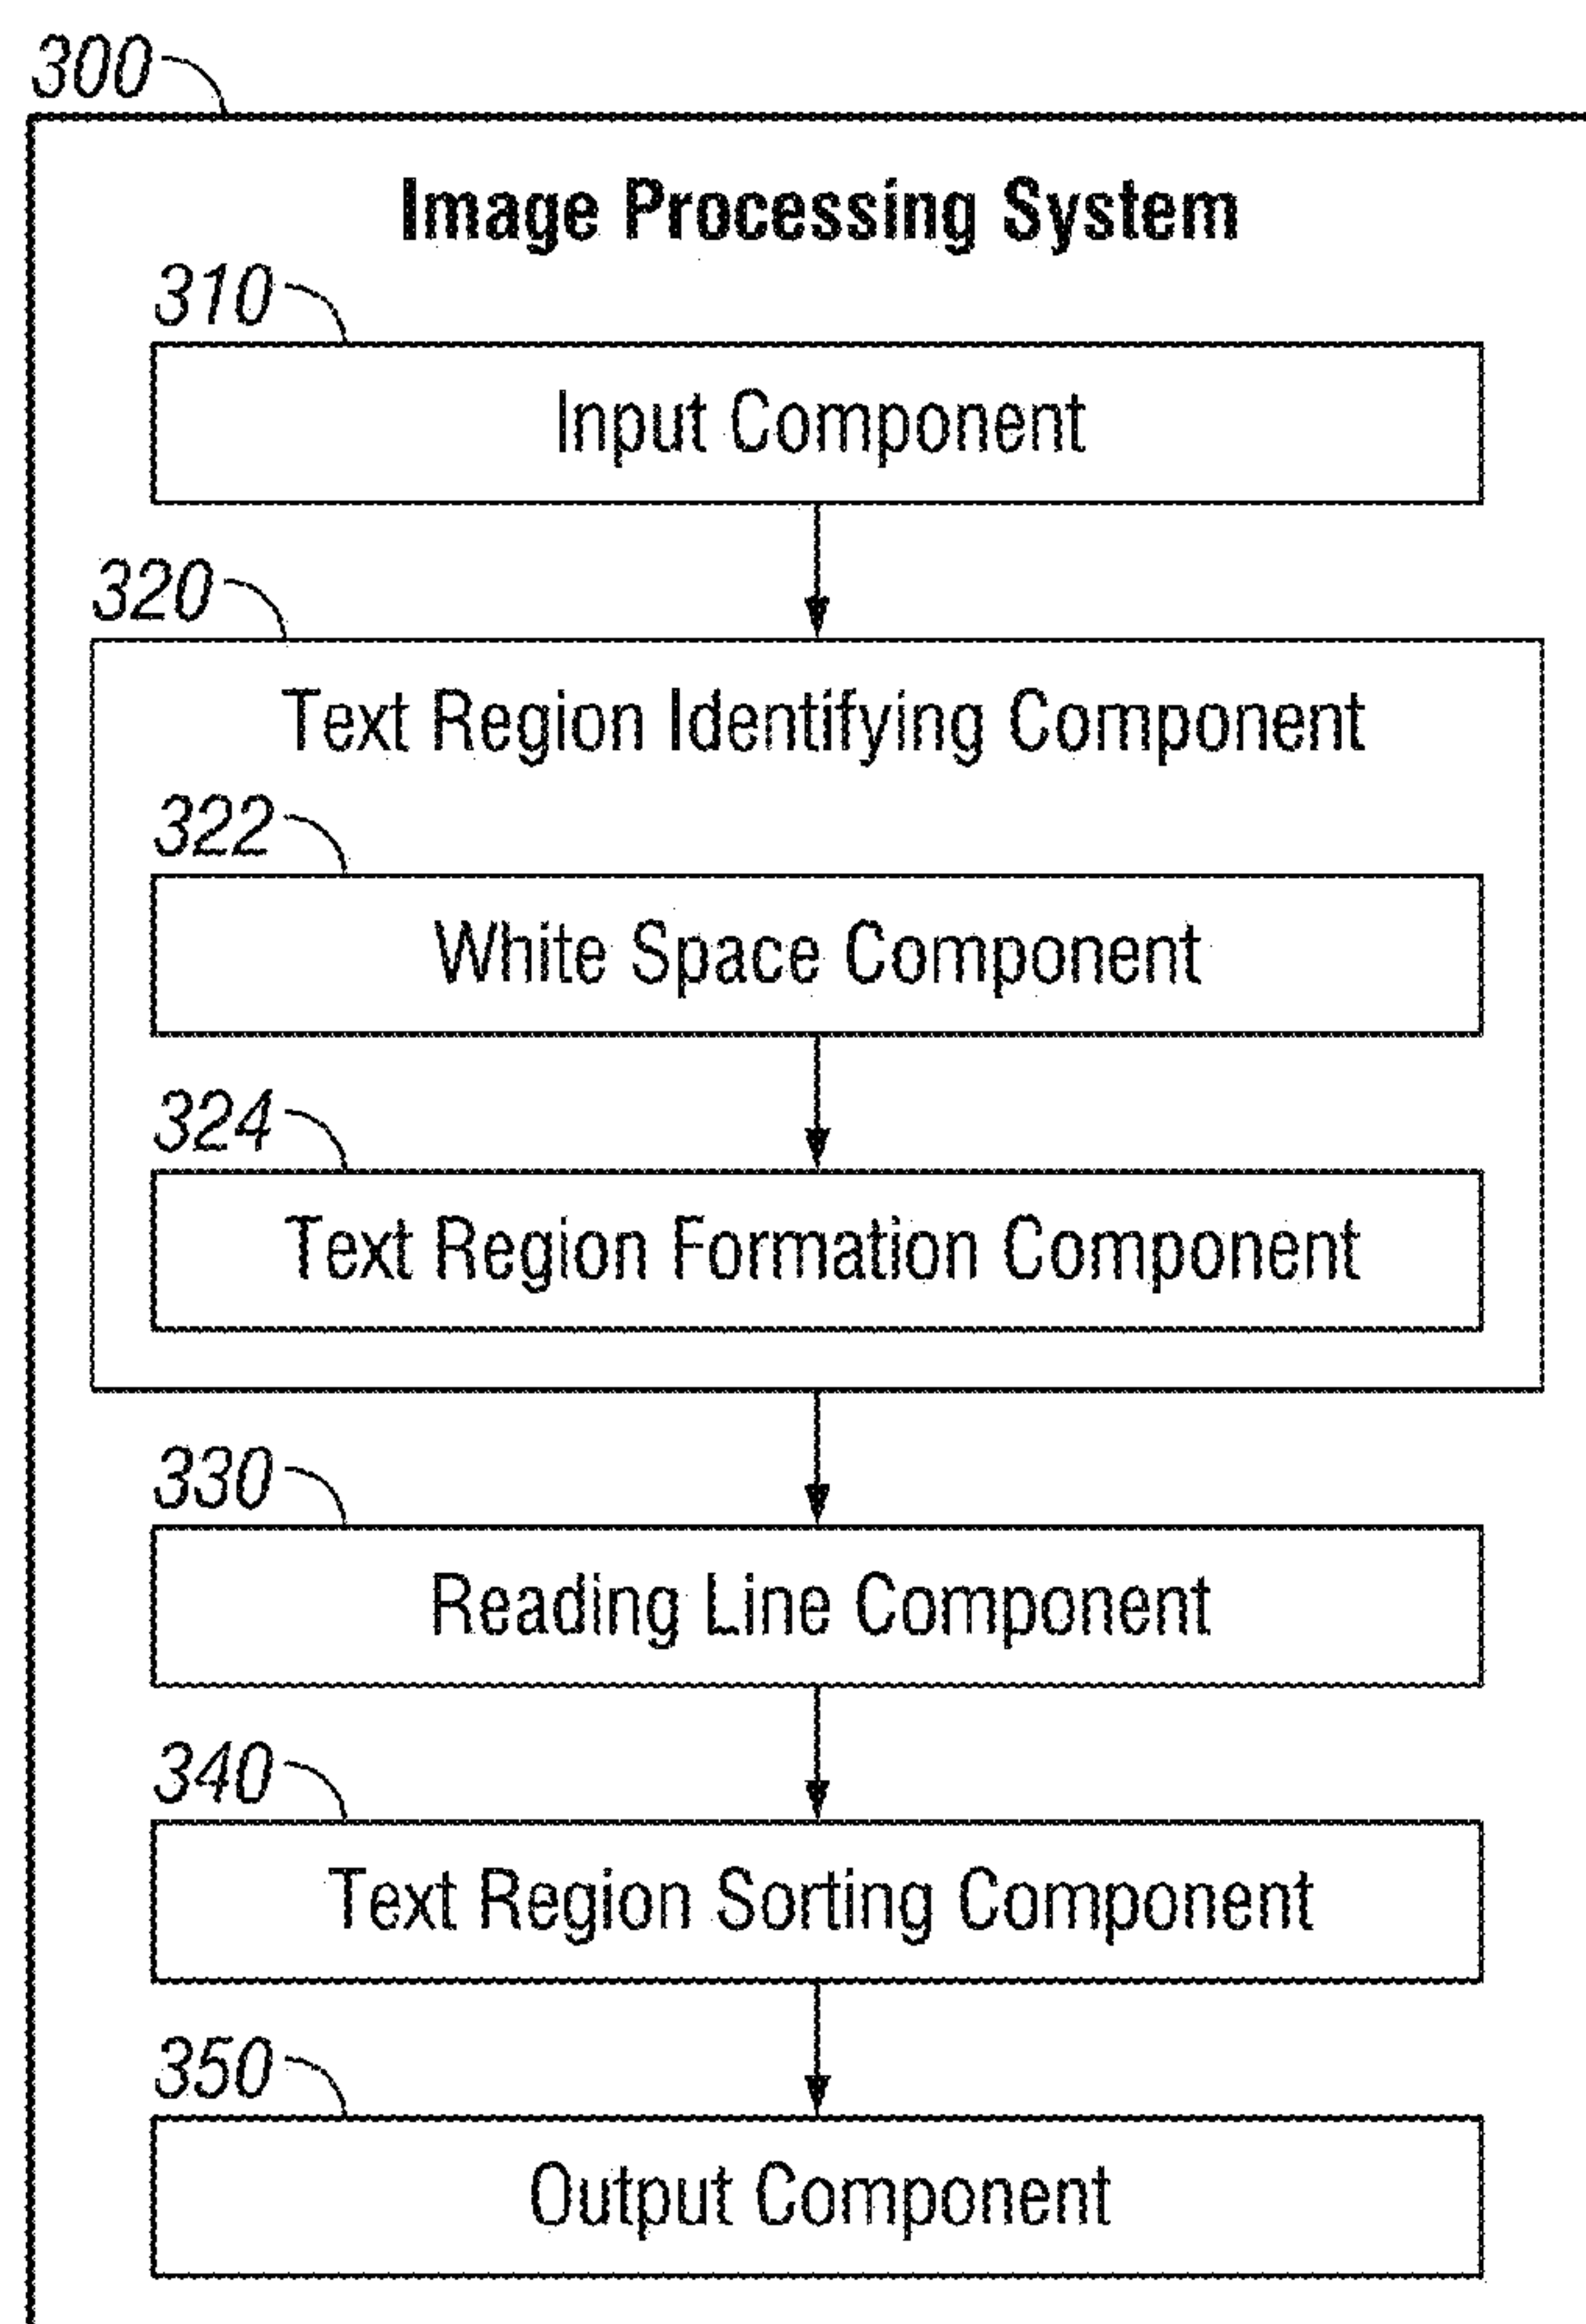 300
Image Processing System
310
Input Component
320
Text Region Identifying Component
322
White Space Component
324
Text Region Formation Component
330
Reading Line Component
340
Text Region Sorting Component
350
Output Component